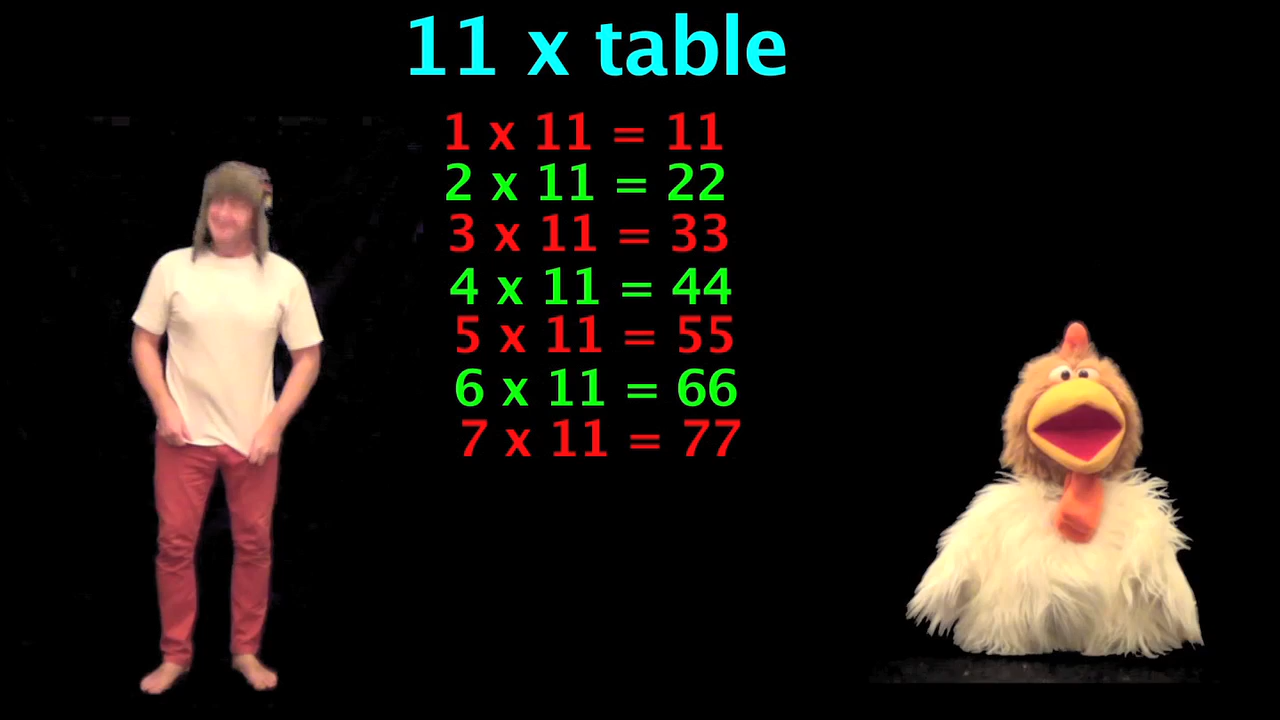 11 x table
1 x 11 = 11
2 x 11 = 22
3 x 11 = 33
4 x 11 = 44
5 x 11 = 55
6 x 11 = 66
7 x 11 = 77